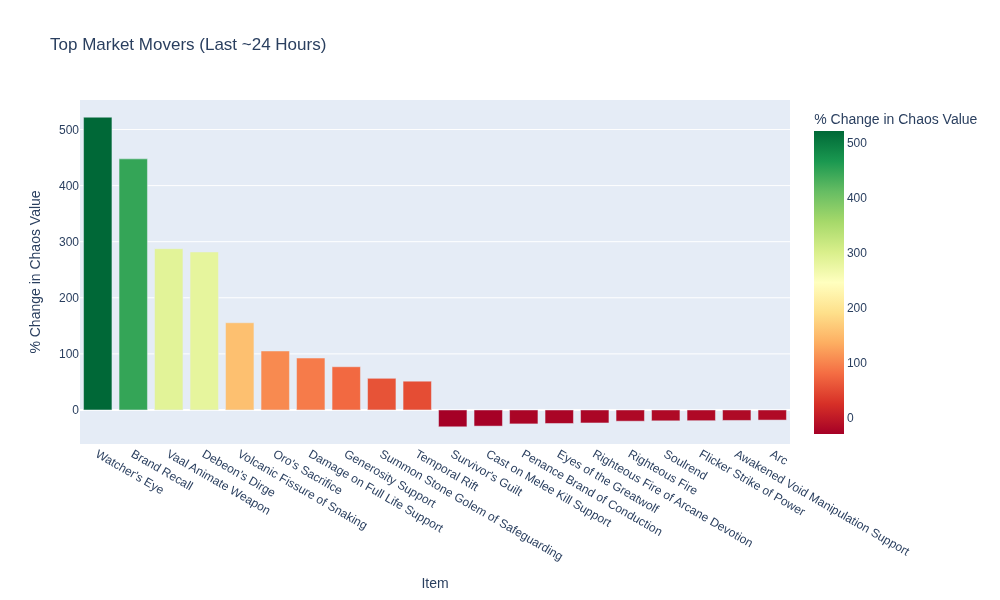 Top Market Movers (Last ~24 Hours)
% Change in Chaos Value
500
400
300
200
100
0
% Change in Chaos Value
500
400
300
200
100
0
Watcher's Eye
Brand Recall
Vaal Animate Weapon
Debeon's Dirge
Volcanic Fissure of Snaking
Oro's Sacrifice
Damage on Full Life Support
Generosity Support
Summon Stone Golem of Safeguarding
Temporal Rift
Survivor's Guilt
Cast on Melee Kill Support
Penance Brand of Conduction
Eyes of the Greatwolf
Righteous Fire of Arcane Devotion
Righteous Fire
Soulrend
Flicker Strike of Power
Awakened Void Manipulation Support
Arc
Item